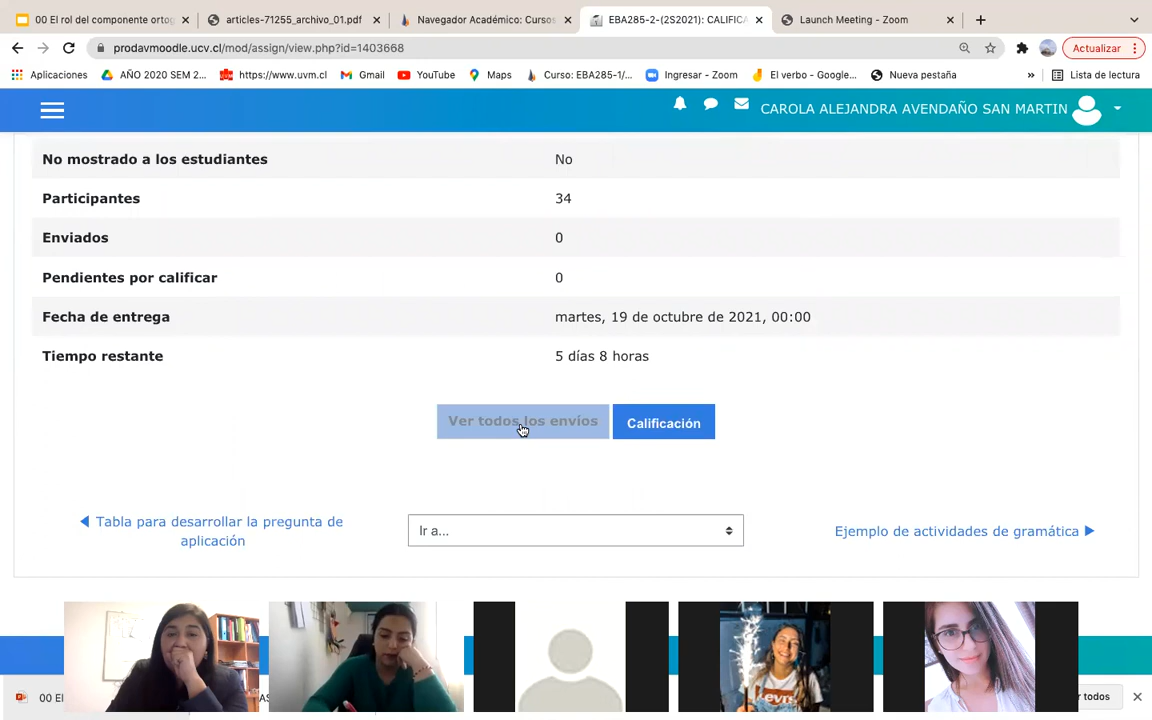 00 El rol del componente ortog
articles-71255_archivo_01.pdf
Navegador Académico: Cursos
EBA285-2-(2S2021): CALIFICA
Launch Meeting - Zoom
prodavmoodle.ucv.cl/mod/assign/view.php?id=1403668
Actualizar
Aplicaciones
AÑO 2020 SEM 2...
https://www.uvm.cl
Gmail
YouTube
Maps
Curso: EBA285-1/...
Ingresar - Zoom
El verbo - Google...
Nueva pestaña
»
Lista de lectura
CAROLA ALEJANDRA AVENDAÑO SAN MARTIN
No mostrado a los estudiantes No
Participantes 34
Enviados 0
Pendientes por calificar 0
Fecha de entrega martes, 19 de octubre de 2021, 00:00
Tiempo restante 5 días 8 horas
Ver todos los envíos
Calificación
Tabla para desarrollar la pregunta de
aplicación
Ir a...
Ejemplo de actividades de gramática
00 El
LEVI'S
r todos